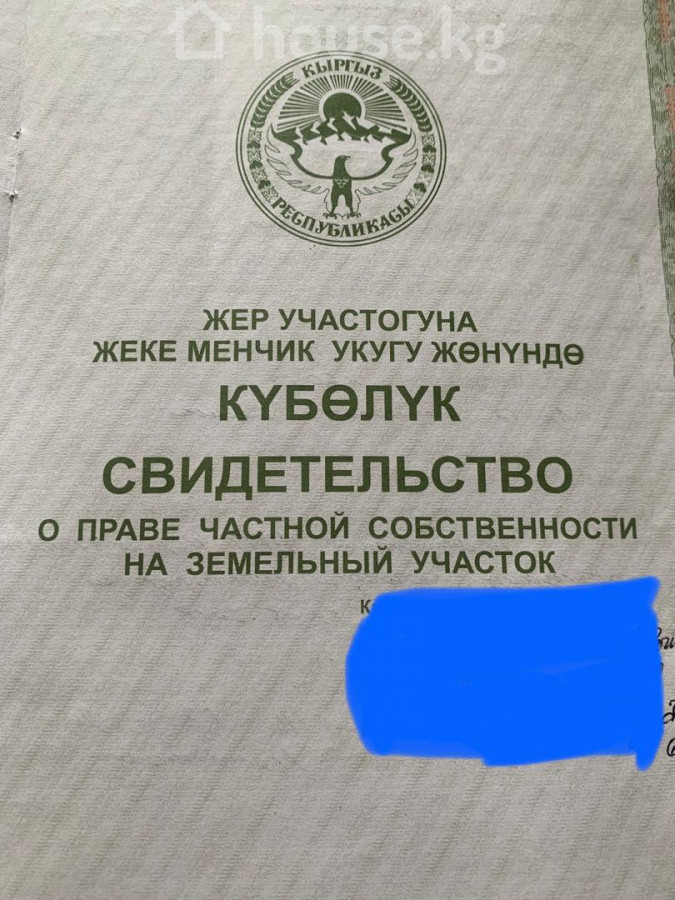 house.kg
КЫРГЫЗ
РЕСПУБЛИКАСЫ
ЖЕР УЧАСТОГУНА
ЖЕКЕ МЕНЧИК УКУГУ ЖӨНҮНДӨ
КҮБӨЛҮК
СВИДЕТЕЛЬСТВО
О ПРАВЕ ЧАСТНОЙ СОБСТВЕННОСТИ
НА ЗЕМЕЛЬНЫЙ УЧАСТОК